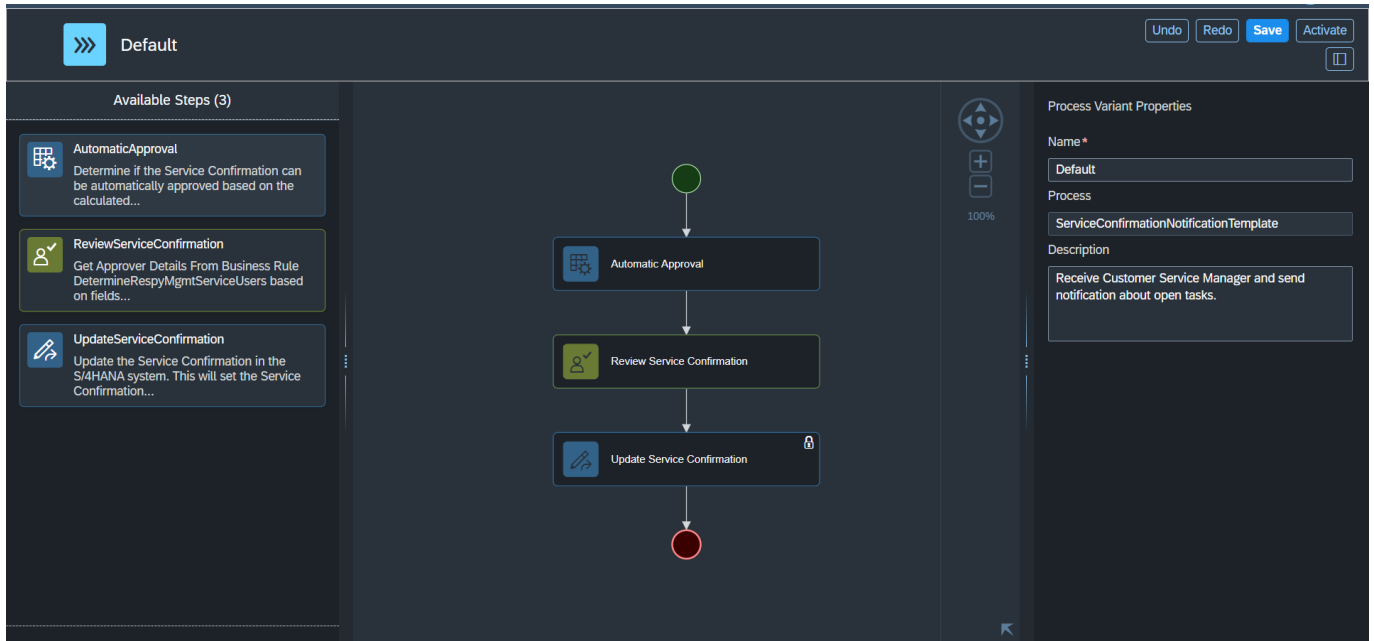 Default
Undo
Redo
Save
Activate
Available Steps (3)
AutomaticApproval
Determine if the Service Confirmation can
be automatically approved based on the
calculated...
ReviewServiceConfirmation
Get Approver Details From Business Rule
DetermineRespyMgmtServiceUsers based
on fields...
UpdateServiceConfirmation
Update the Service Confirmation in the
S/4HANA system. This will set the Service
Confirmation...
Automatic Approval
Review Service Confirmation
Update Service Confirmation
100%
Process Variant Properties
Name*
Default
Process
ServiceConfirmationNotificationTemplate
Description
Receive Customer Service Manager and send
notification about open tasks.